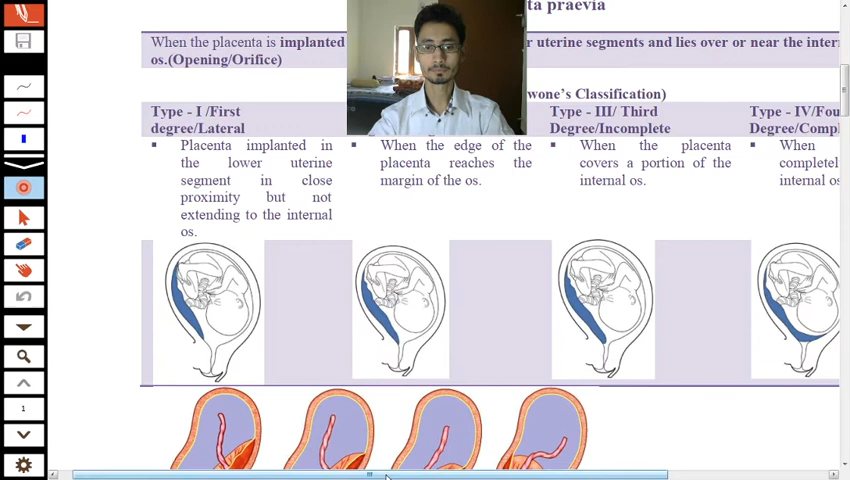 ta praevia
When the placenta is implanted
r uterine segments and lies over or near the inter
os.(Opening/Orifice)
wone's Classification)
Type - I /First
degree/Lateral
Type - III/ Third
Degree/Incomplete
Type - IV/Fou
Degree/Compl
▪ Placenta implanted in
the lower uterine
segment in close
proximity but not
extending to the internal
os.
▪ When the edge of the
placenta reaches the
margin of the os.
▪ When the placenta
covers a portion of the
internal os.
▪ When
completel
internal os
1